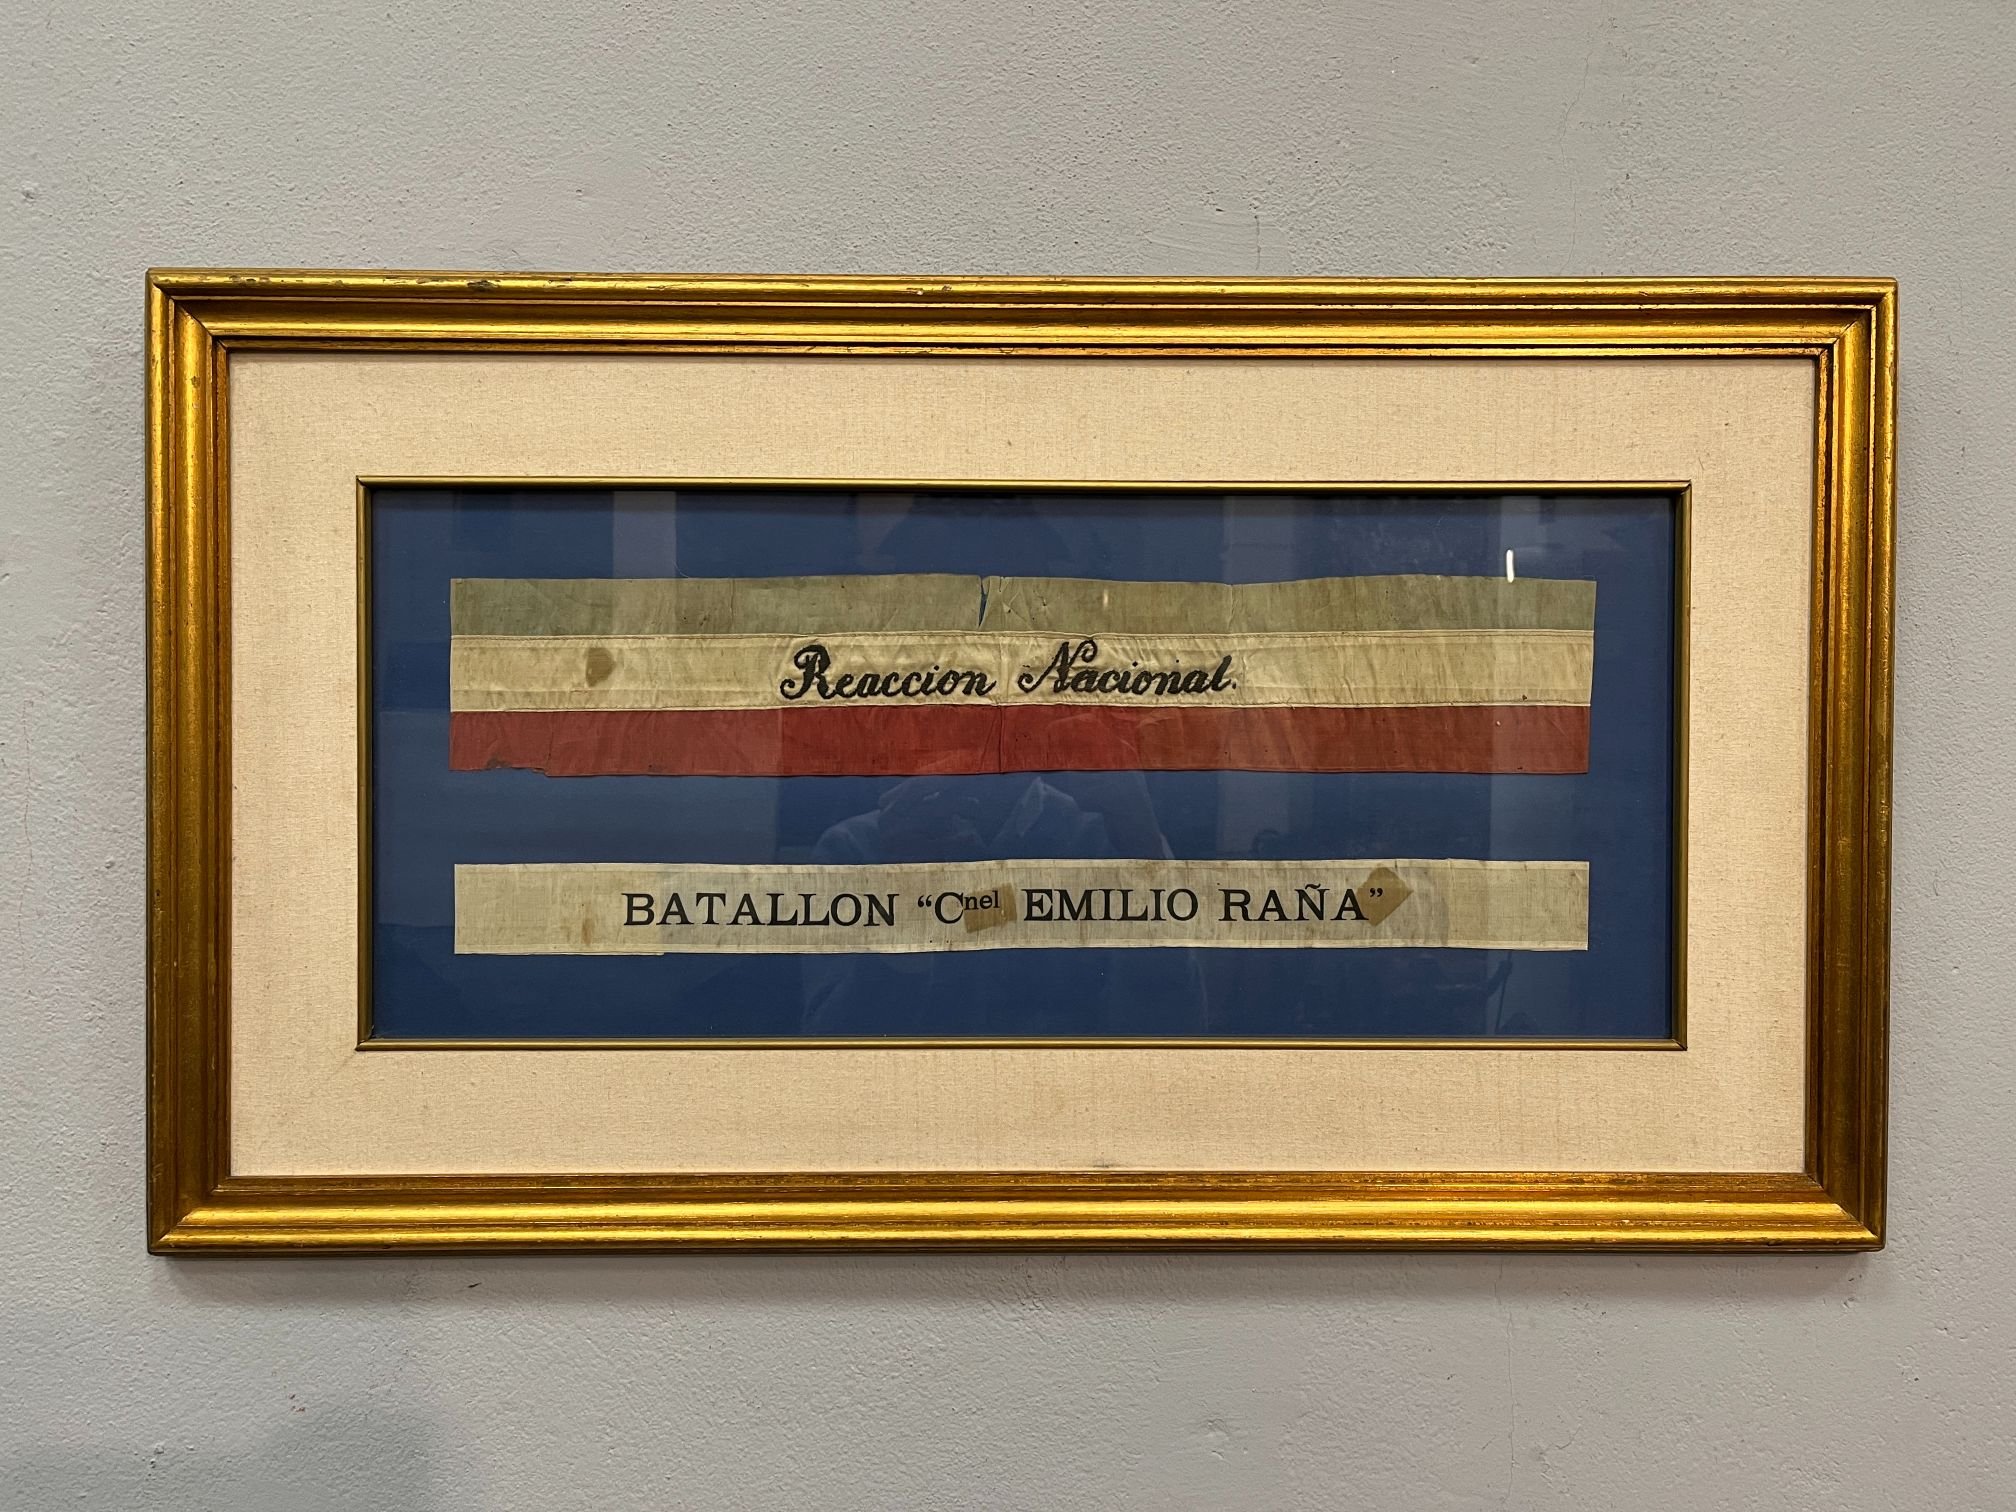 Reaccion Nacional.
BATALLON “Cnel EMILIO RAÑA”